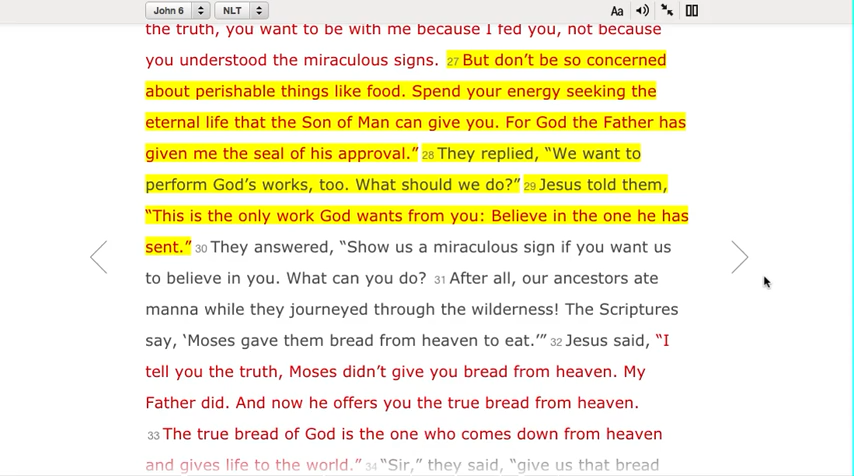 John 6 NLT Aa
the truth, you want to be with me because I fed you, not because
you understood the miraculous signs. 27 But don’t be so concerned
about perishable things like food. Spend your energy seeking the
eternal life that the Son of Man can give you. For God the Father has
given me the seal of his approval.” 28 They replied, “We want to
perform God’s works, too. What should we do?” 29 Jesus told them,
“This is the only work God wants from you: Believe in the one he has
sent.” 30 They answered, “Show us a miraculous sign if you want us
to believe in you. What can you do? 31 After all, our ancestors ate
manna while they journeyed through the wilderness! The Scriptures
say, ‘Moses gave them bread from heaven to eat.’” 32 Jesus said, “I
tell you the truth, Moses didn’t give you bread from heaven. My
Father did. And now he offers you the true bread from heaven.
33 The true bread of God is the one who comes down from heaven
and gives life to the world.” 34 “Sir,” they said, “give us that bread